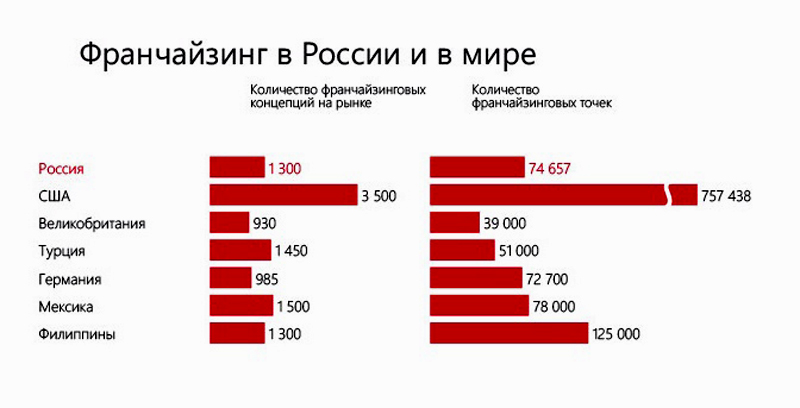 Франчайзинг в России и в мире
Количество франчайзинговых
концепций на рынке
Количество
франчайзинговых точек
Россия 1 300 74 657
США 3 500 757 438
Великобритания 930 39 000
Турция 1 450 51 000
Германия 985 72 700
Мексика 1 500 78 000
Филиппины 1 300 125 000